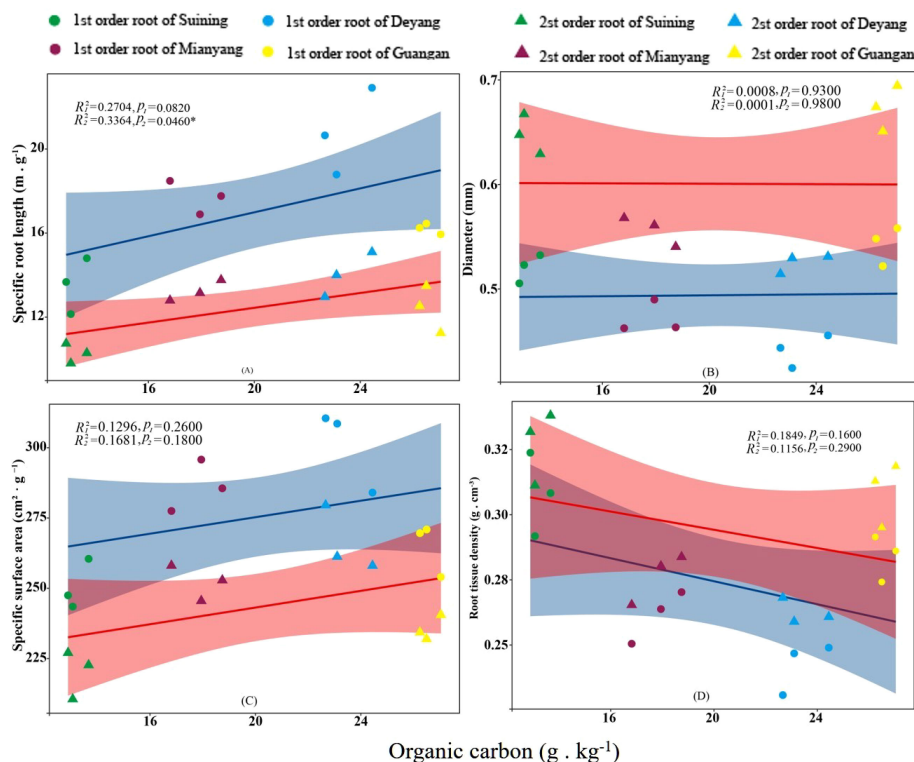 1st order root of Suining
1st order root of Deyang
1st order root of Mianyang
1st order root of Guangan
2st order root of Suining
2st order root of Deyang
2st order root of Mianyang
2st order root of Guangan
R₁²=0.2704, P₁=0.0820
R₂²=0.3364, P₂=0.0460*
Specific root length (m · g⁻¹)
20
16
12
16
20
24
(A)
R₁²=0.0008, P₁=0.9300
R₂²=0.0001, P₂=0.9800
Diameter (mm)
0.7
0.6
0.5
16
20
24
(B)
R₁²=0.1296, P₁=0.2600
R₂²=0.1681, P₂=0.1800
Specific surface area (cm² · g⁻¹)
300
275
250
225
16
20
24
(C)
R₁²=0.1849, P₁=0.1600
R₂²=0.1156, P₂=0.2900
Root tissue density (g · cm⁻³)
0.32
0.30
0.28
0.25
16
20
24
(D)
Organic carbon (g . kg⁻¹)